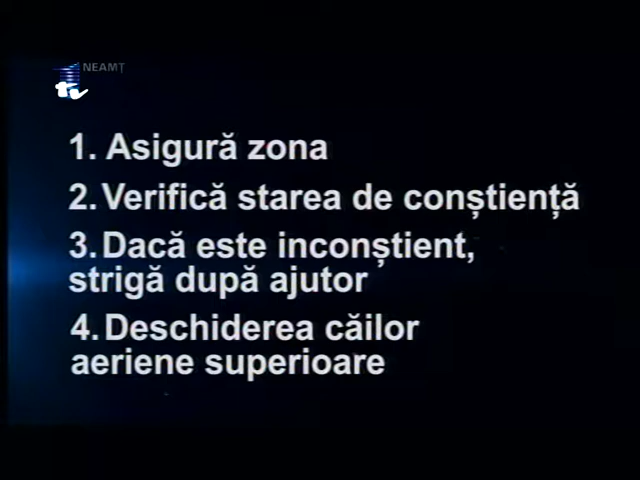 NEAMȚ
tv
1. Asigură zona
2. Verifică starea de conștiență
3. Dacă este inconștient,
strigă după ajutor
4. Deschiderea căilor
aeriene superioare